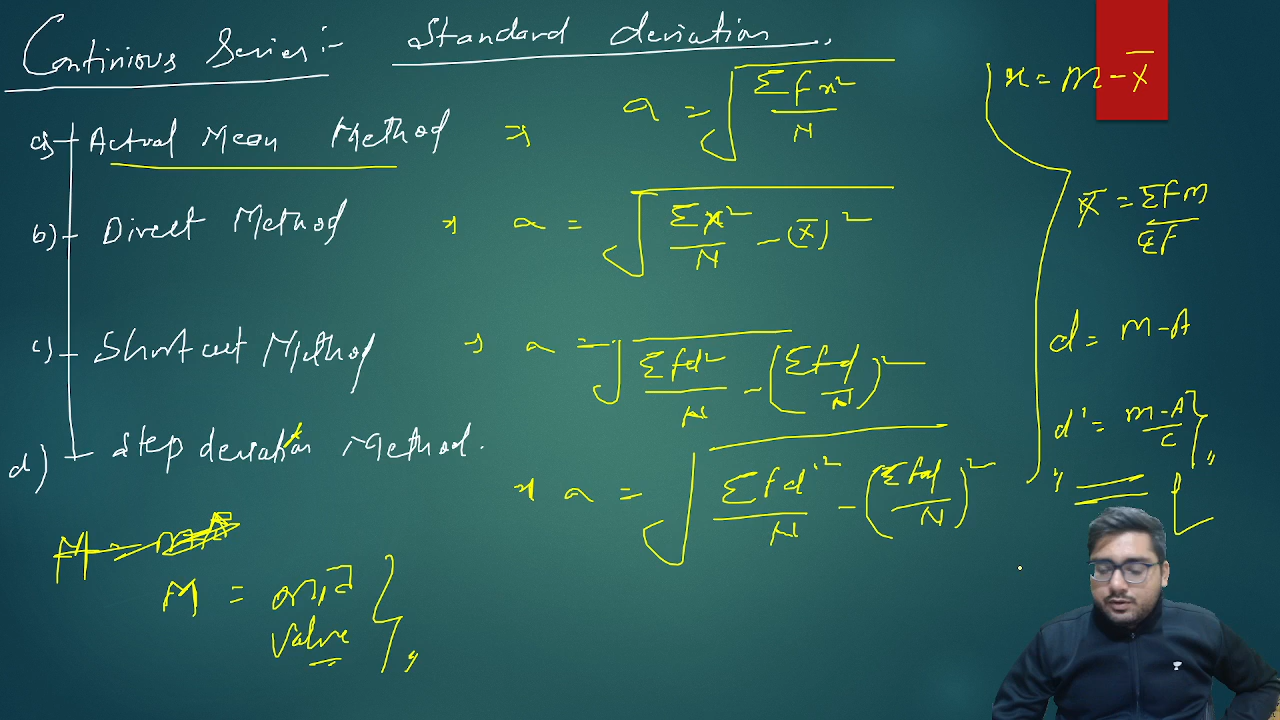 Continious Series:- Standard deviation.
a) Actual Mean Method ⇒ a = √(Σfx²/N)
x = m - x̄
b) Direct Method ⇒ a = √(Σx²/N - (x̄)²)
x̄ = Σfm/Σf
c) Shortcut Method ⇒ a = √(Σfd²/N - (Σfd/N)²)
d = m - A
d) Step deviation Method. ⇒ a = √(Σfd'²/N - (Σfd/N)²)
d' = m-A/c
M = mid
value